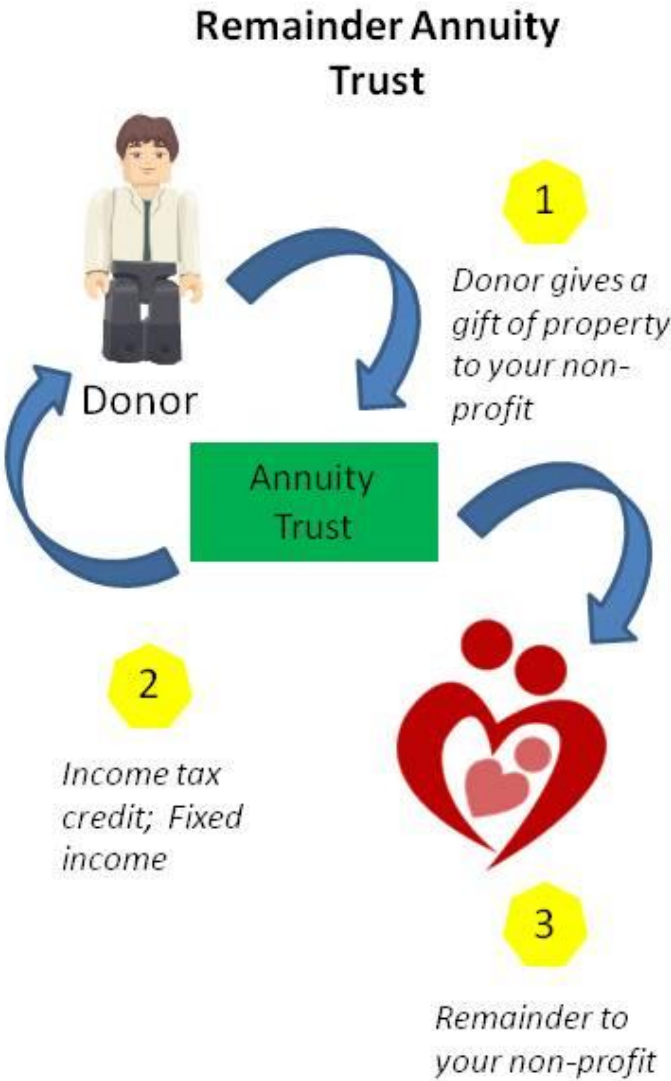 Remainder Annuity
Trust
1
Donor gives a
gift of property
to your non-
profit
Donor
Annuity
Trust
2
Income tax
credit; Fixed
income
3
Remainder to
your non-profit